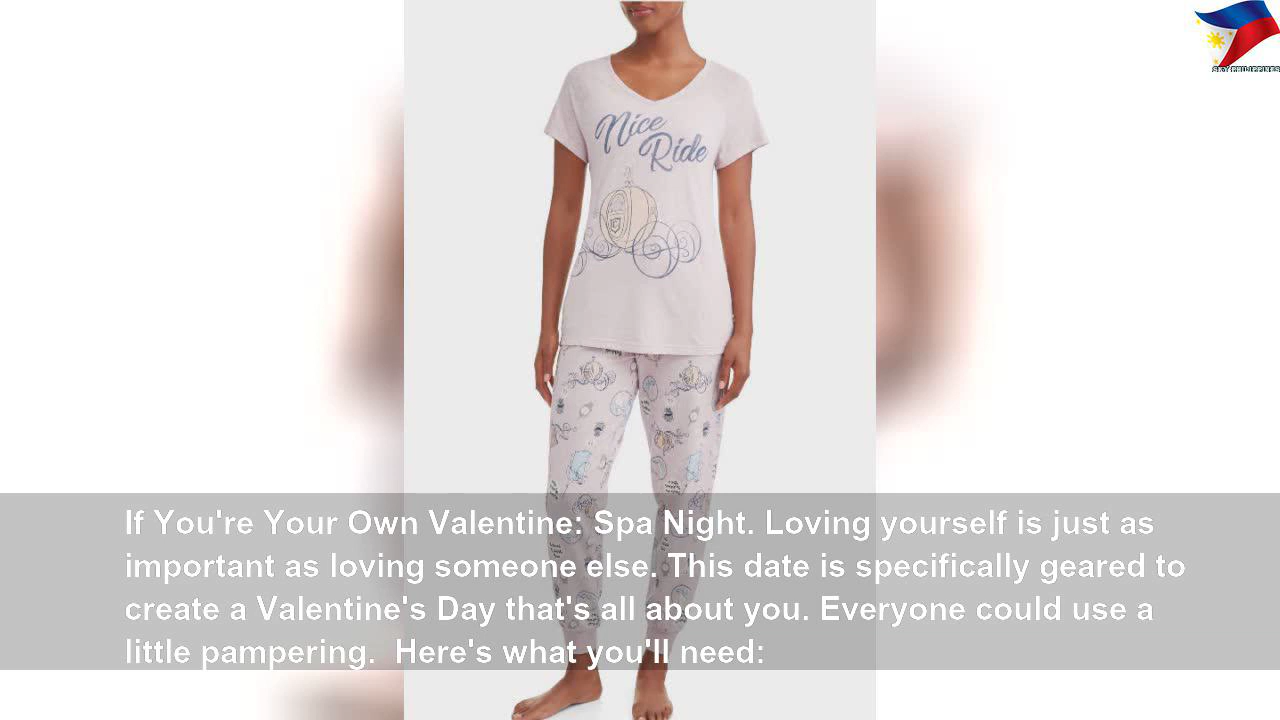 SKY PHILIPPINES
Nice
Ride
If You're Your Own Valentine: Spa Night. Loving yourself is just as
important as loving someone else. This date is specifically geared to
create a Valentine's Day that's all about you. Everyone could use a
little pampering.  Here's what you'll need: